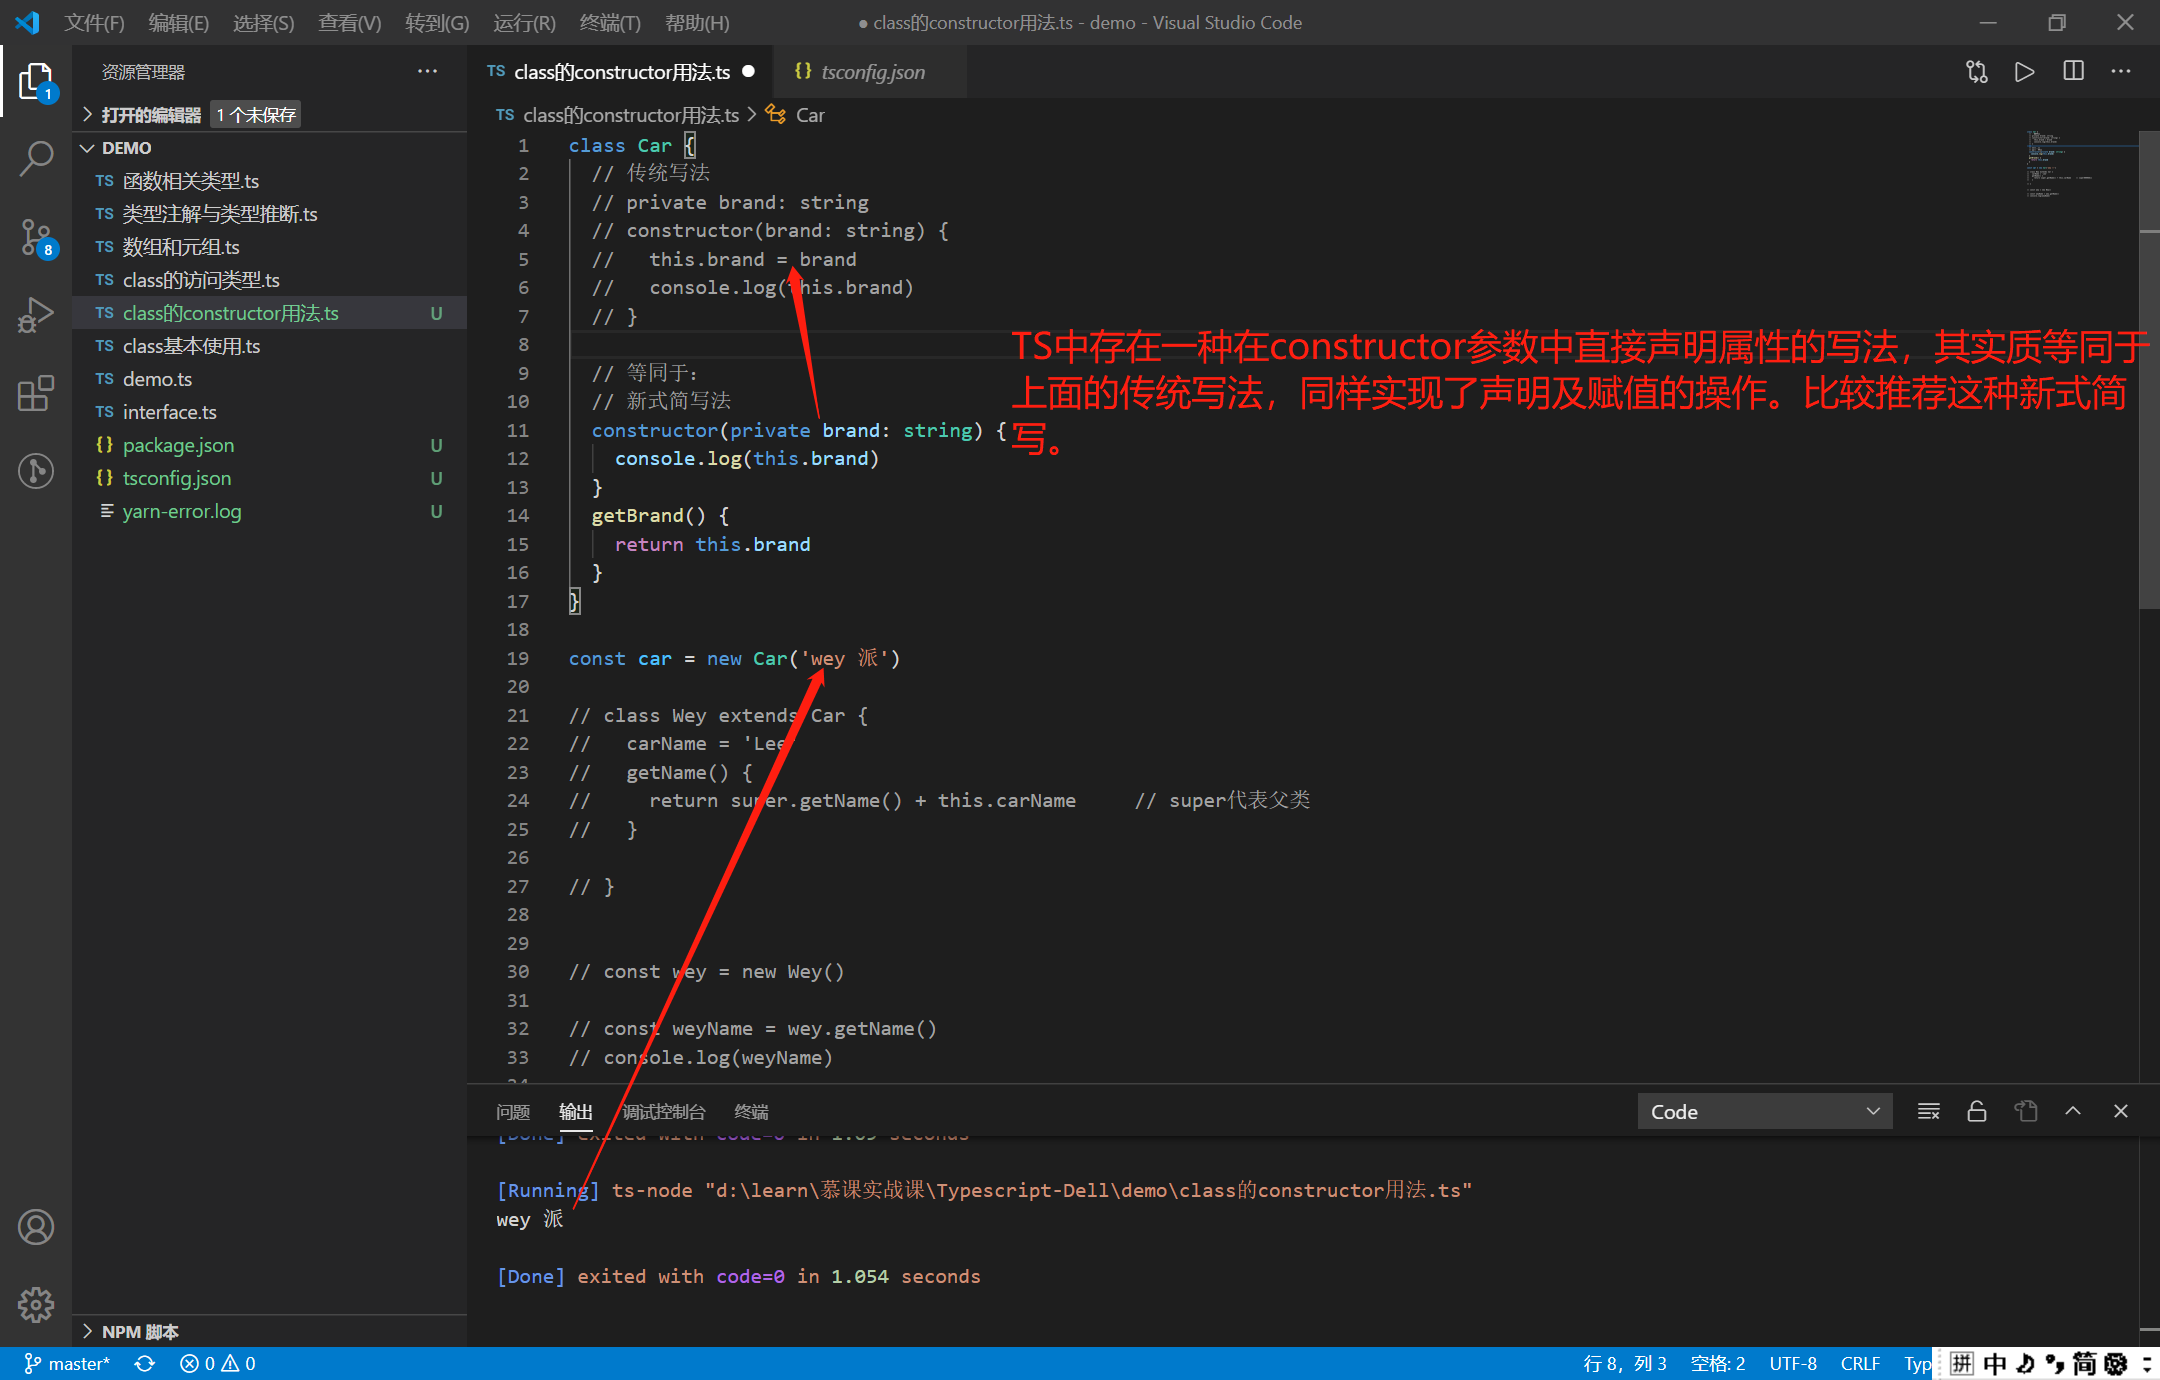 文件(F) 编辑(E) 选择(S) 查看(V) 转到(G) 运行(R) 终端(T) 帮助(H) ● class的constructor用法.ts - demo - Visual Studio Code
资源管理器
打开的编辑器 1 个未保存
DEMO
TS 函数相关类型.ts
TS 类型注解与类型推断.ts
TS 数组和元组.ts
TS class的访问类型.ts
TS class的constructor用法.ts U
TS class基本使用.ts
TS demo.ts
TS interface.ts
{} package.json U
{} tsconfig.json U
yarn-error.log U
NPM 脚本
1
8
TS class的constructor用法.ts ● {} tsconfig.json
TS class的constructor用法.ts > Car
1 class Car {
2 // 传统写法
3 // private brand: string
4 // constructor(brand: string) {
5 //   this.brand = brand
6 //   console.log(this.brand)
7 // }
8
9 // 等同于:
10 // 新式简写法
11 constructor(private brand: string) {
12 console.log(this.brand)
13 }
14 getBrand() {
15 return this.brand
16 }
17 }
18
19 const car = new Car('wey 派')
20
21 // class Wey extends Car {
22 //   carName = 'Lee'
23 //   getName() {
24 //     return super.getName() + this.carName     // super代表父类
25 //   }
26
27 // }
28
29
30 // const wey = new Wey()
31
32 // const weyName = wey.getName()
33 // console.log(weyName)
34
TS中存在一种在constructor参数中直接声明属性的写法，其实质等同于
上面的传统写法，同样实现了声明及赋值的操作。比较推荐这种新式简
写。
问题 输出 调试控制台 终端 Code
[Done] exited with code=0 in 1.09 seconds
[Running] ts-node "d:\learn\慕课实战课\Typescript-Dell\demo\class的constructor用法.ts"
wey 派
[Done] exited with code=0 in 1.054 seconds
master* 0 0 行 8，列 3 空格: 2 UTF-8 CRLF Typ 拼 中 简